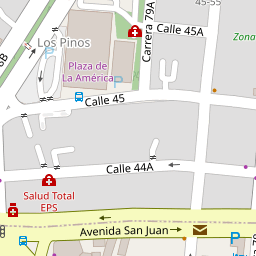 45-55
Calle 45A
Carrera 79A
Zona
Los Pinos
Plaza de
La América
8B
Calle 45
Calle 44A
Salud Total
EPS
Avenida San Juan
P